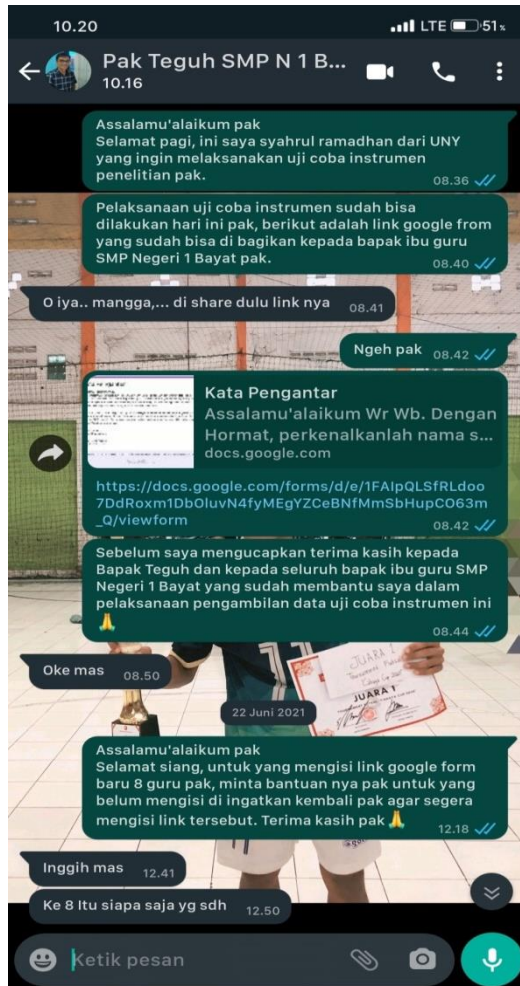 10.20
LTE 51%
Pak Teguh SMP N 1 B...
10.16
Assalamu'alaikum pak
Selamat pagi, ini saya syahrul ramadhan dari UNY
yang ingin melaksanakan uji coba instrumen
penelitian pak.
08.36
Pelaksanaan uji coba instrumen sudah bisa
dilakukan hari ini pak, berikut adalah link google from
yang sudah bisa di bagikan kepada bapak ibu guru
SMP Negeri 1 Bayat pak.
08.40
O iya.. mangga,... di share dulu link nya
08.41
Ngeh pak
08.42
Kata Pengantar
Assalamu'alaikum Wr Wb. Dengan
Hormat, perkenalkanlah nama s...
docs.google.com
https://docs.google.com/forms/d/e/1FAIpQLSfRLdoo
7DdRoxm1DbOluvN4fyMEgYZCeBNfMmSbHupCO63m
_Q/viewform
08.42
Sebelum saya mengucapkan terima kasih kepada
Bapak Teguh dan kepada seluruh bapak ibu guru SMP
Negeri 1 Bayat yang sudah membantu saya dalam
pelaksanaan pengambilan data uji coba instrumen ini
🙏
08.44
Oke mas
08.50
JUARA 1
JUARA 1
22 Juni 2021
Assalamu'alaikum pak
Selamat siang, untuk yang mengisi link google form
baru 8 guru pak, minta bantuan nya pak untuk yang
belum mengisi di ingatkan kembali pak agar segera
mengisi link tersebut. Terima kasih pak🙏
12.18
Inggih mas
12.41
Ke 8 Itu siapa saja yg sdh
12.50
Ketik pesan